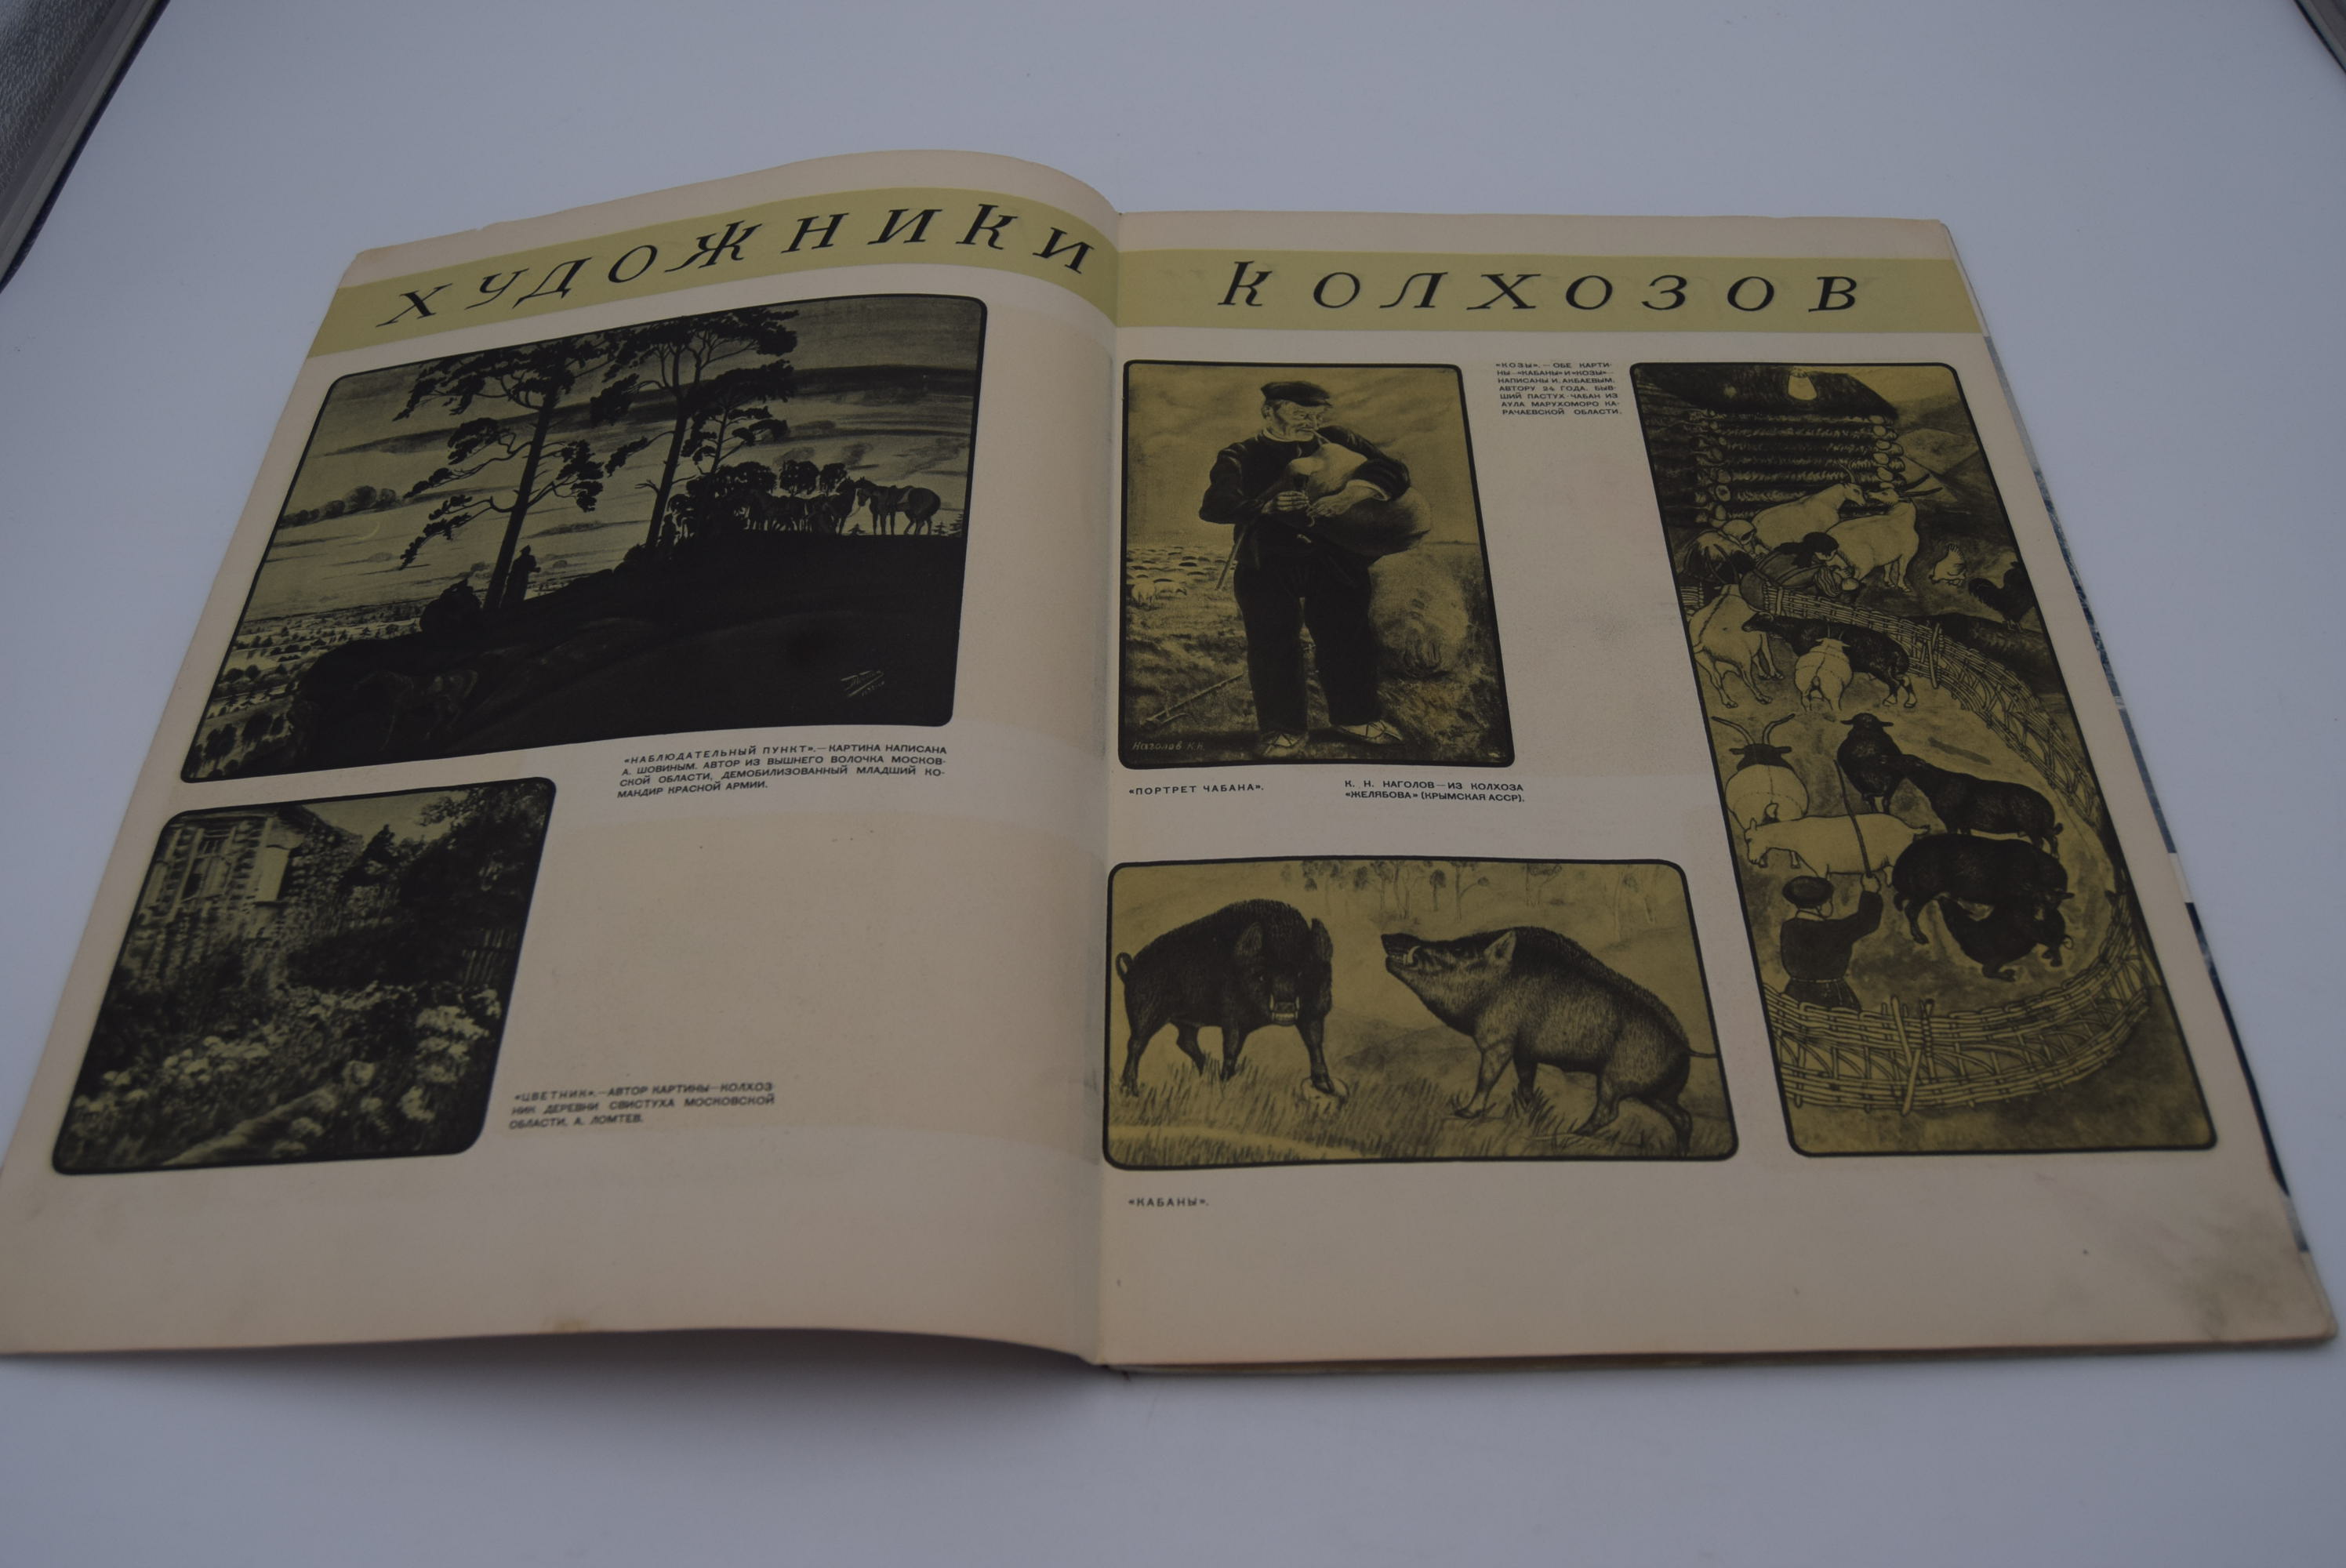 ХУДОЖНИКИ КОЛХОЗОВ
«НАБЛЮДАТЕЛЬНЫЙ ПУНКТ».—КАРТИНА НАПИСАНА
А. ШОВИНЫМ. АВТОР ИЗ ВЫШНЕГО ВОЛОЧКА МОСКОВ-
СКОЙ ОБЛАСТИ, ДЕМОБИЛИЗОВАННЫЙ МЛАДШИЙ КО-
МАНДИР КРАСНОЙ АРМИИ.
«ЦВЕТНИК».—АВТОР КАРТИНЫ—КОЛХОЗ
НИК ДЕРЕВНИ СВИСТУХА МОСКОВСКОЙ
ОБЛАСТИ. А. ЛОМТЕВ.
«КОЗЫ».—ОБЕ КАРТИ-
НЫ—«КАБАНЫ» И «КОЗЫ»—
НАПИСАНЫ И. АКБАЕВЫМ.
АВТОРУ 24 ГОДА. БЫВ-
ШИЙ ПАСТУХ-ЧАБАН ИЗ
АУЛА МАРУХОМОРО КА-
РАЧАЕВСКОЙ ОБЛАСТИ.
Наголов К.Н.
«ПОРТРЕТ ЧАБАНА».
К. Н. НАГОЛОВ—ИЗ КОЛХОЗА
«ЖЕЛЯБОВА» (КРЫМСКАЯ АССР).
«КАБАНЫ».